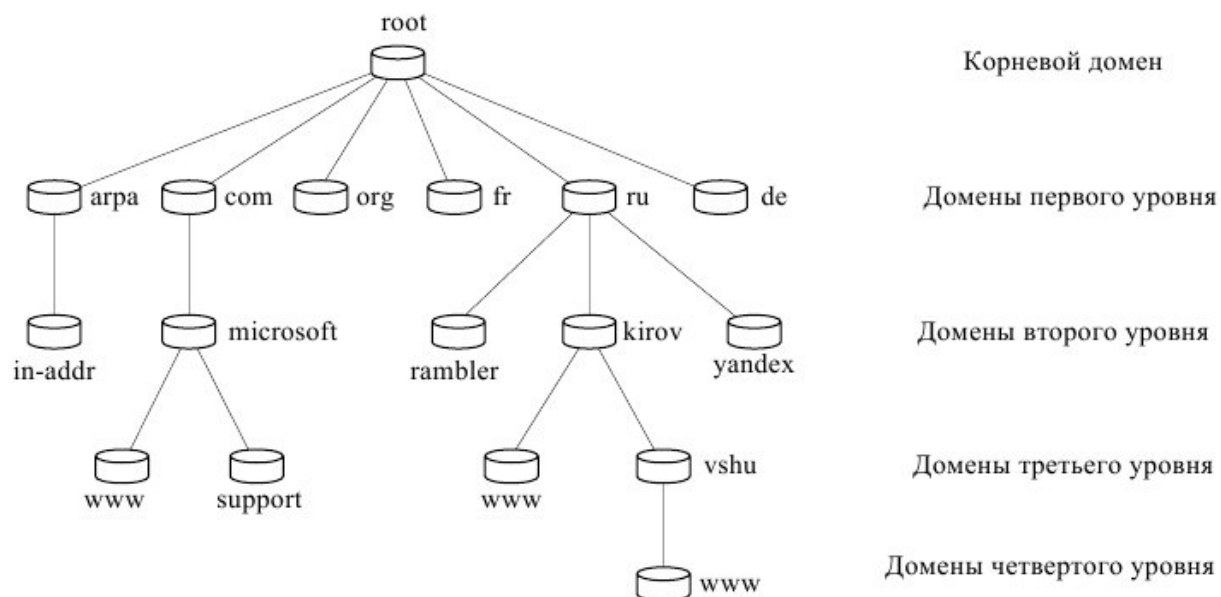 root
Корневой домен
arpa com org fr ru de Домены первого уровня
microsoft kirov Домены второго уровня
in-addr rambler yandex
vshu Домены третьего уровня
www support www
www Домены четвертого уровня